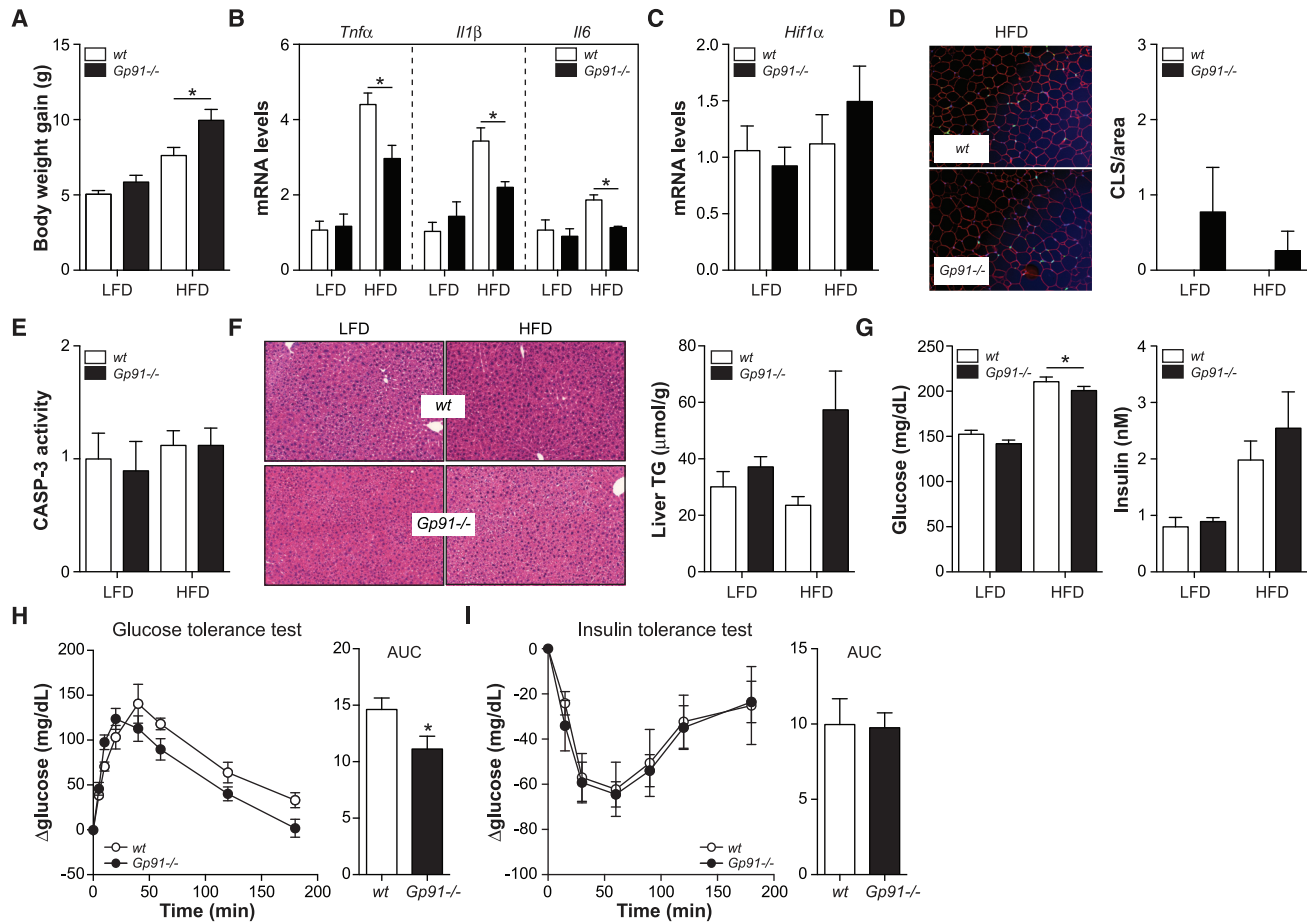 A
wt
Gp91-/-
*
Body weight gain (g)
15
10
5
0
LFD
HFD
B
Tnfα
Il1β
Il6
wt
Gp91-/-
*
*
*
mRNA levels
6
4
2
0
LFD
HFD
LFD
HFD
LFD
HFD
C
Hif1α
wt
Gp91-/-
mRNA levels
2.0
1.5
1.0
0.5
0.0
LFD
HFD
D
HFD
wt
Gp91-/-
wt
Gp91-/-
CLS/area
3
2
1
0
LFD
HFD
E
wt
Gp91-/-
CASP-3 activity
2
1
0
LFD
HFD
F
LFD
HFD
wt
Gp91-/-
wt
Gp91-/-
Liver TG (μmol/g)
80
60
40
20
0
LFD
HFD
G
wt
Gp91-/-
*
Glucose (mg/dL)
250
200
150
100
50
0
LFD
HFD
wt
Gp91-/-
Insulin (nM)
4
3
2
1
0
LFD
HFD
H
Glucose tolerance test
Δglucose (mg/dL)
200
150
100
50
0
-50
wt
Gp91-/-
0
50
100
150
200
Time (min)
AUC
20
15
10
5
0
*
wt
Gp91-/-
I
Insulin tolerance test
Δglucose (mg/dL)
0
-20
-40
-60
-80
-100
wt
Gp91-/-
0
50
100
150
200
Time (min)
AUC
15
10
5
0
wt
Gp91-/-